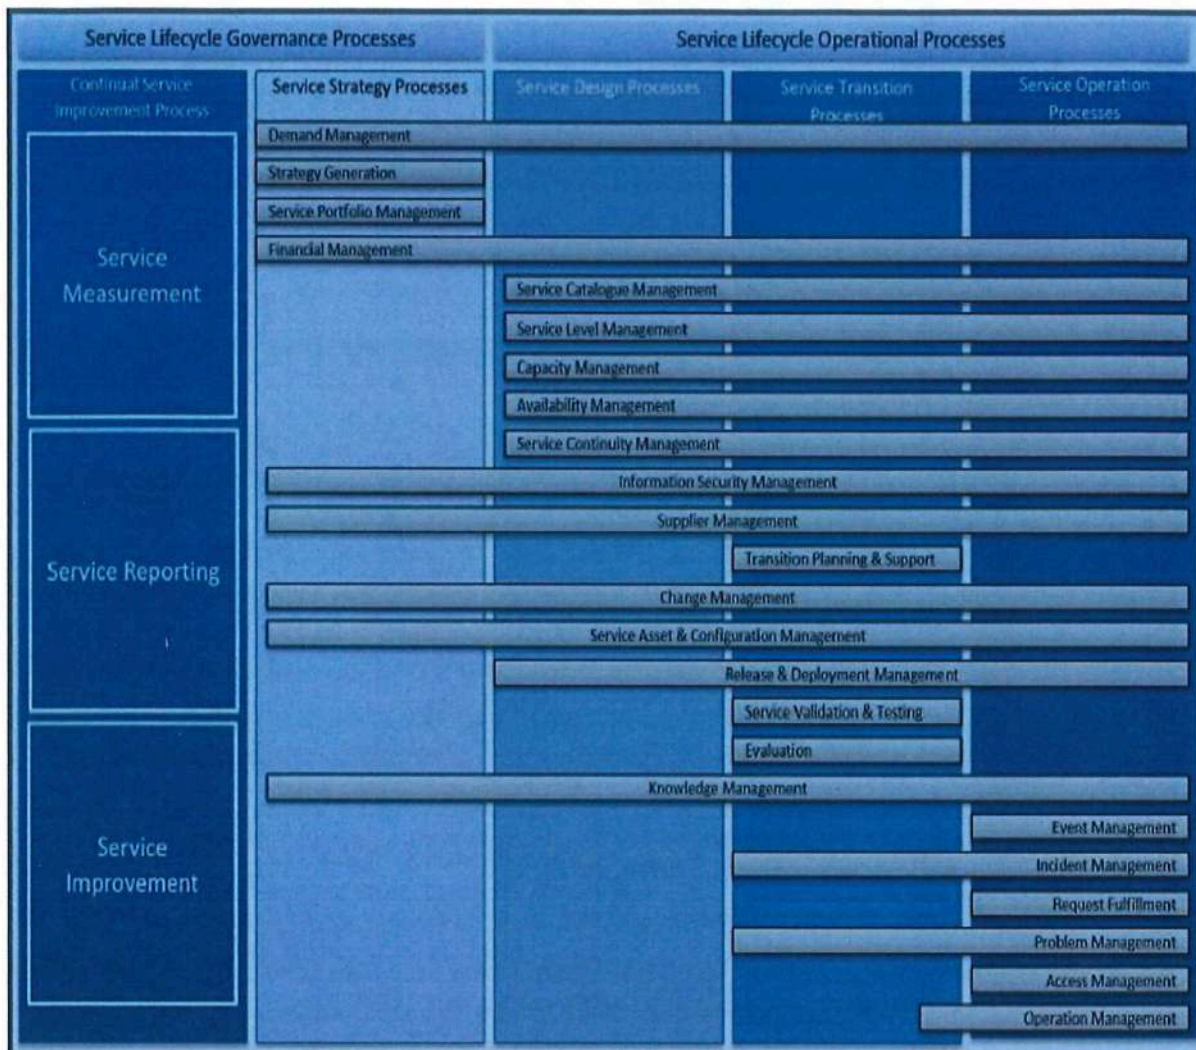 Service Lifecycle Governance Processes
Service Lifecycle Operational Processes
Continual Service
Improvement Process
Service Strategy Processes
Service Design Processes
Service Transition
Processes
Service Operation
Processes
Demand Management
Strategy Generation
Service Portfolio Management
Financial Management
Service
Measurement
Service Catalogue Management
Service Level Management
Capacity Management
Availability Management
Service Continuity Management
Information Security Management
Supplier Management
Transition Planning & Support
Service Reporting
Change Management
Service Asset & Configuration Management
Release & Deployment Management
Service Validation & Testing
Evaluation
Knowledge Management
Event Management
Service
Improvement
Incident Management
Request Fulfillment
Problem Management
Access Management
Operation Management